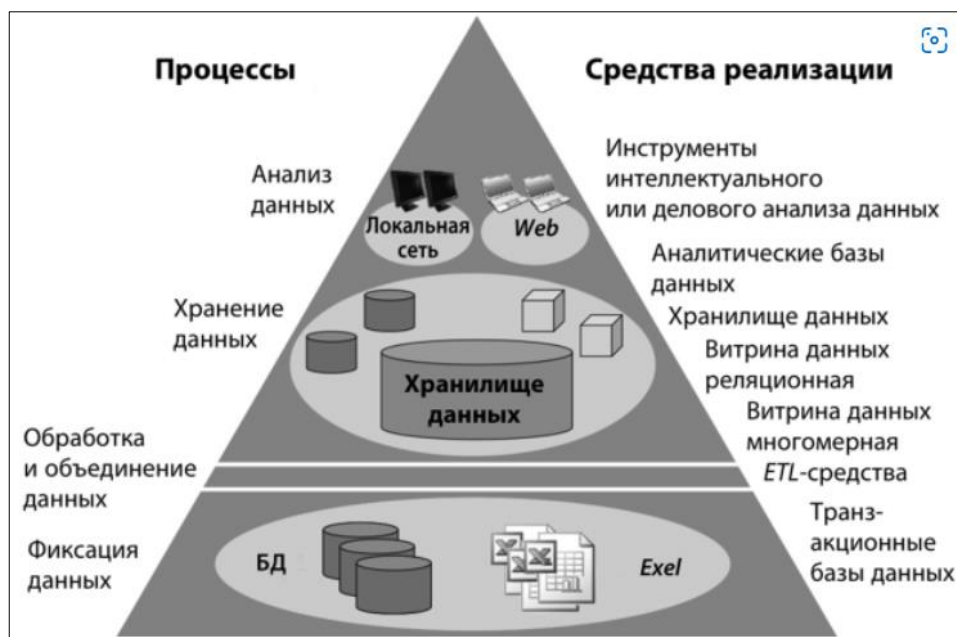 Процессы
Средства реализации
Анализ
данных
Локальная
сеть
Web
Инструменты
интеллектуального
или делового анализа данных
Хранение
данных
Хранилище
данных
Аналитические базы
данных
Хранилище данных
Витрина данных
реляционная
Витрина данных
многомерная
Обработка
и объединение
данных
ETL-средства
Фиксация
данных
БД
Exel
Транз-
акционные
базы данных